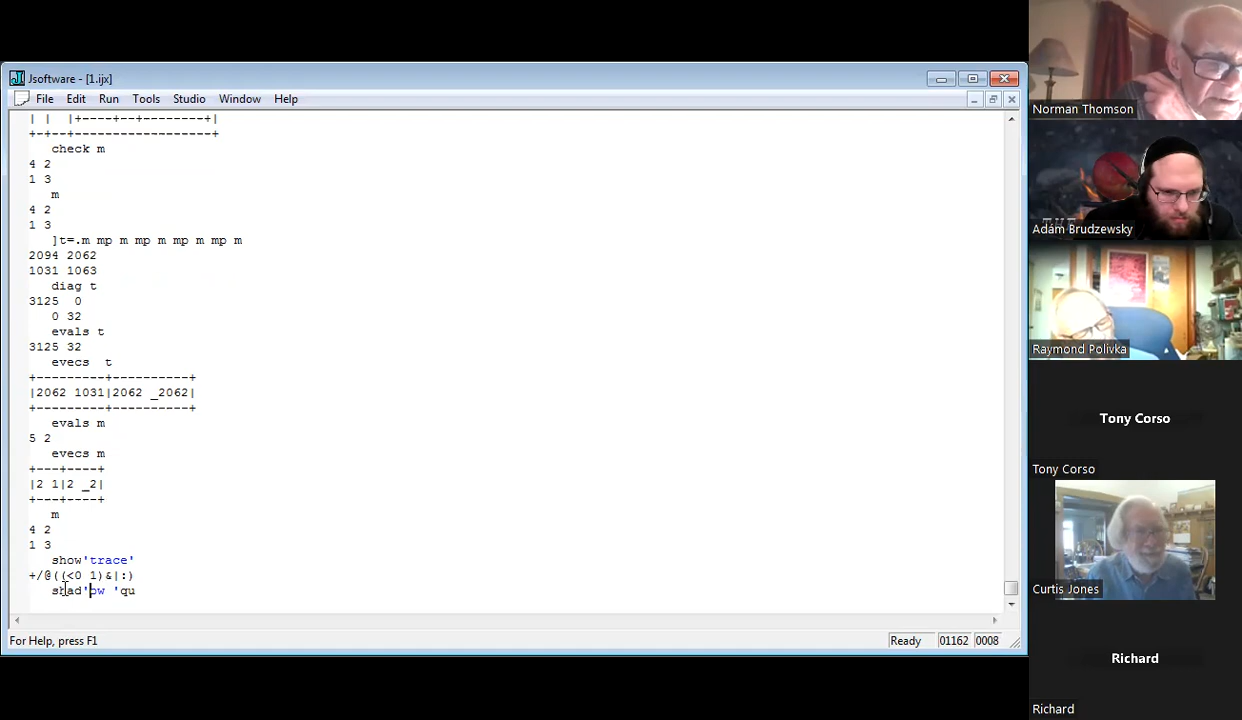 Jsoftware - [1.ijx]
File Edit Run Tools Studio Window Help
| | |+----+--+--------+|
+-+--+-------------------+
check m
4 2
1 3
m
4 2
1 3
]t=.m mp m mp m mp m mp m
2094 2062
1031 1063
diag t
3125 0
0 32
evals t
3125 32
evecs t
+---------+----------+
|2062 1031|2062 _2062|
+---------+----------+
evals m
5 2
evecs m
+---+----+
|2 1|2 _2|
+---+----+
m
4 2
1 3
show'trace'
+/@((<0 1)&|:)
shad'ow 'qu
For Help, press F1
Ready 01162 0008
Norman Thomson
Adam Brudzewsky
Raymond Polivka
Tony Corso
Tony Corso
Curtis Jones
Richard
Richard